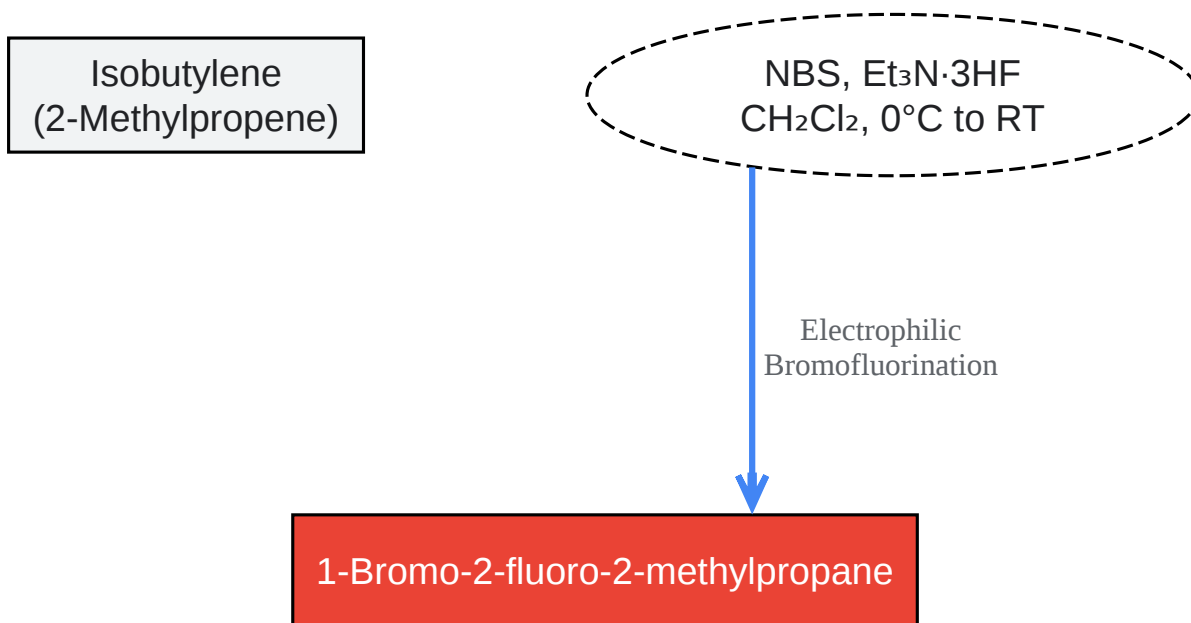 Isobutylene
(2-Methylpropene)
NBS, Et₃N·3HF
CH₂Cl₂, 0°C to RT
Electrophilic
Bromofluorination
1-Bromo-2-fluoro-2-methylpropane